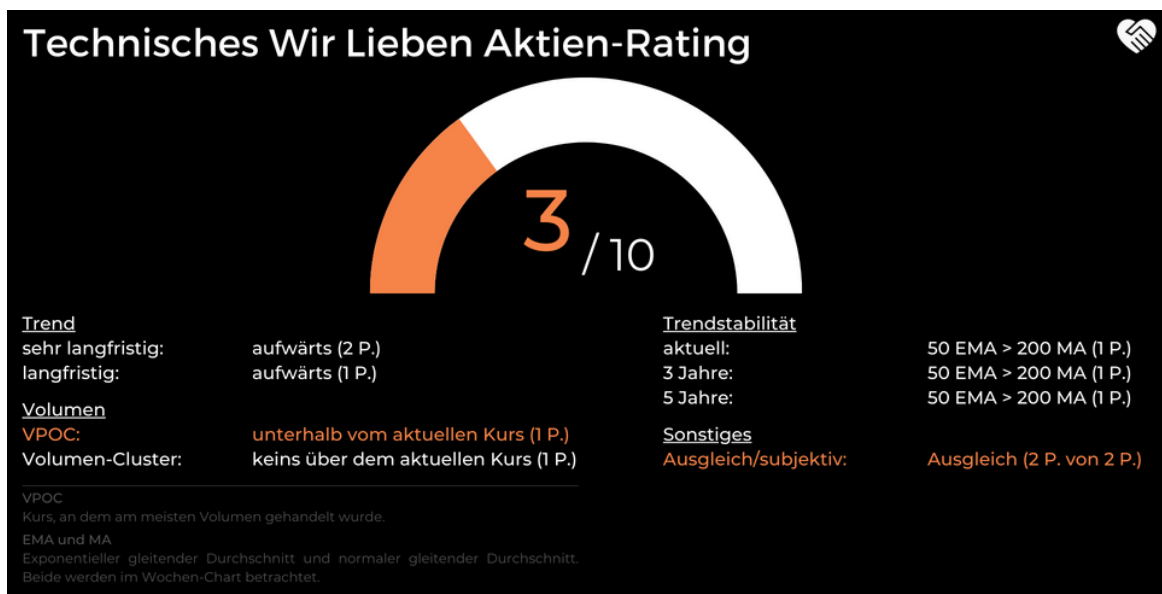 Technisches Wir Lieben Aktien-Rating
3 / 10
Trend
sehr langfristig: aufwärts (2 P.)
langfristig: aufwärts (1 P.)
Volumen
VPOC: unterhalb vom aktuellen Kurs (1 P.)
Volumen-Cluster: keins über dem aktuellen Kurs (1 P.)
VPOC
Kurs, an dem am meisten Volumen gehandelt wurde.
EMA und MA
Exponentieller gleitender Durchschnitt und normaler gleitender Durchschnitt.
Beide werden im Wochen-Chart betrachtet.
Trendstabilität
aktuell: 50 EMA > 200 MA (1 P.)
3 Jahre: 50 EMA > 200 MA (1 P.)
5 Jahre: 50 EMA > 200 MA (1 P.)
Sonstiges
Ausgleich/subjektiv: Ausgleich (2 P. von 2 P.)